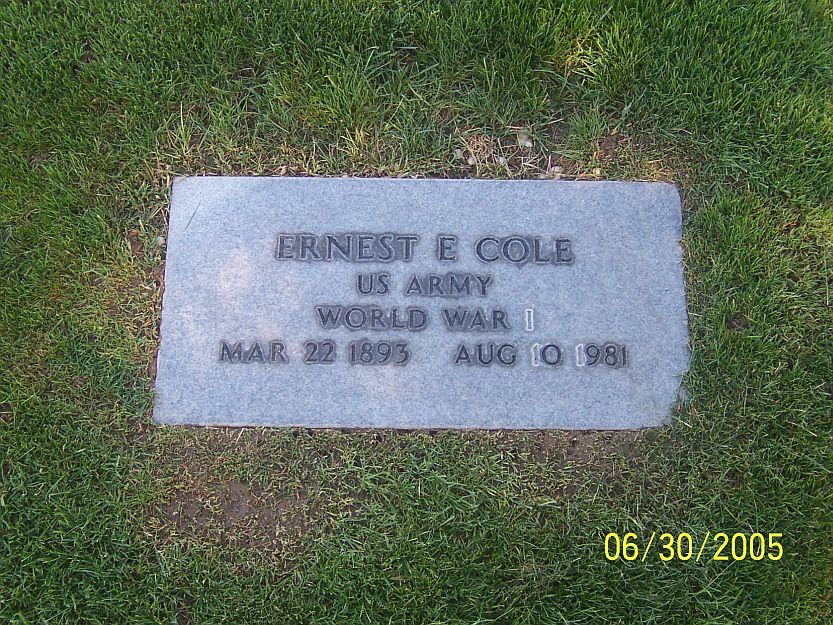 ERNEST E COLE
US ARMY
WORLD WAR I
MAR 22 1893 AUG 10 1981
06/30/2005